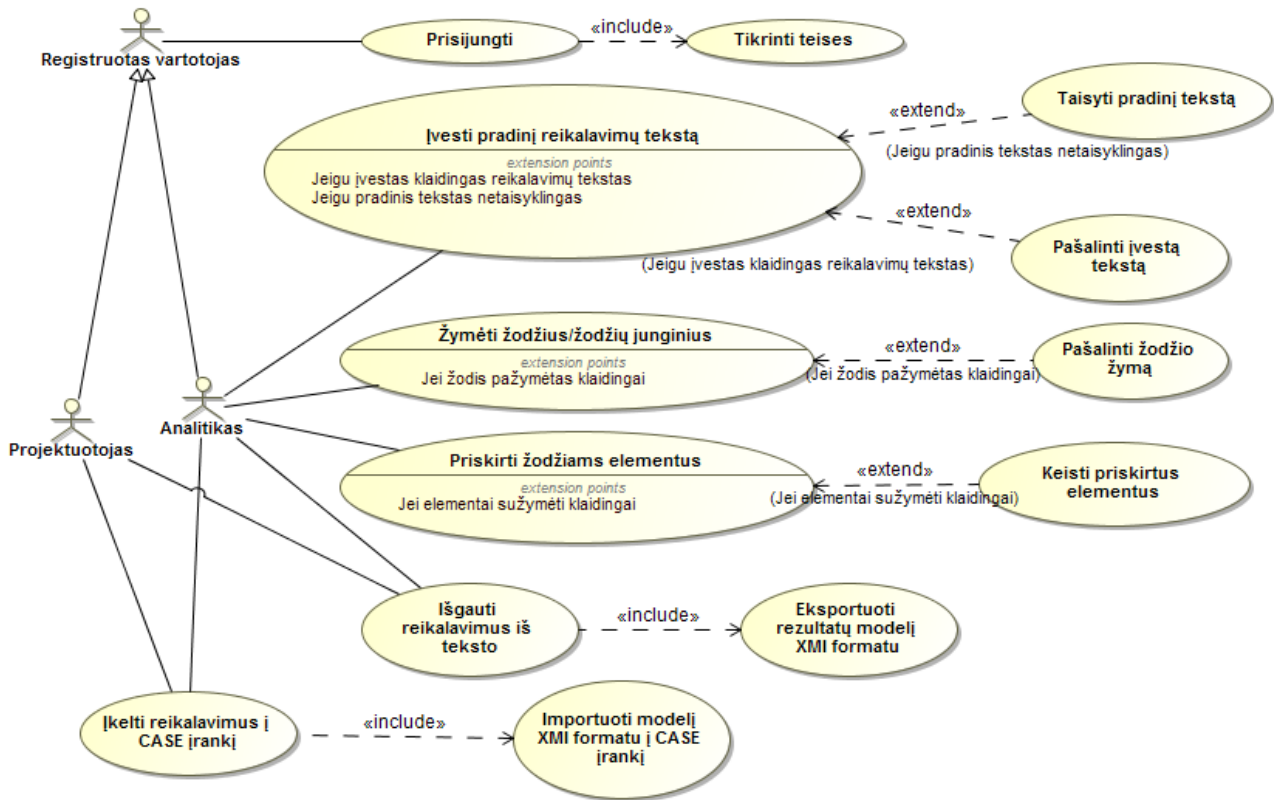 Registruotas vartotojas
Prisijungti
«include»
Tikrinti teises
Įvesti pradinį reikalavimų tekstą
extension points
Jeigu įvestas klaidingas reikalavimų tekstas
Jeigu pradinis tekstas netaisyklingas
«extend»
(Jeigu pradinis tekstas netaisyklingas)
Taisyti pradinį tekstą
«extend»
(Jeigu įvestas klaidingas reikalavimų tekstas)
Pašalinti įvestą
tekstą
Žymėti žodžius/žodžių junginius
extension points
Jei žodis pažymėtas klaidingai
«extend»
(Jei žodis pažymėtas klaidingai)
Pašalinti žodžio
žymą
Projektuotojas
Analitikas
Priskirti žodžiams elementus
extension points
Jei elementai sužymėti klaidingai
«extend»
(Jei elementai sužymėti klaidingai)
Keisti priskirtus
elementus
Išgauti
reikalavimus iš
teksto
«include»
Eksportuoti
rezultatų modelį
XMI formatu
Įkelti reikalavimus į
CASE įrankį
«include»
Importuoti modelį
XMI formatu į CASE
įrankį